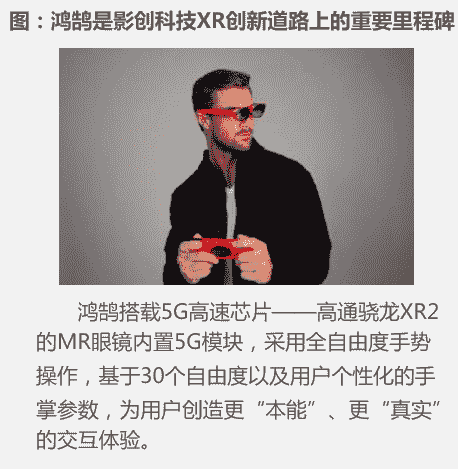 图：鸿鹄是影创科技XR创新道路上的重要里程碑
鸿鹄搭载5G高速芯片——高通骁龙XR2
的MR眼镜内置5G模块，采用全自由度手势
操作，基于30个自由度以及用户个性化的手
掌参数，为用户创造更“本能”、更“真实”
的交互体验。